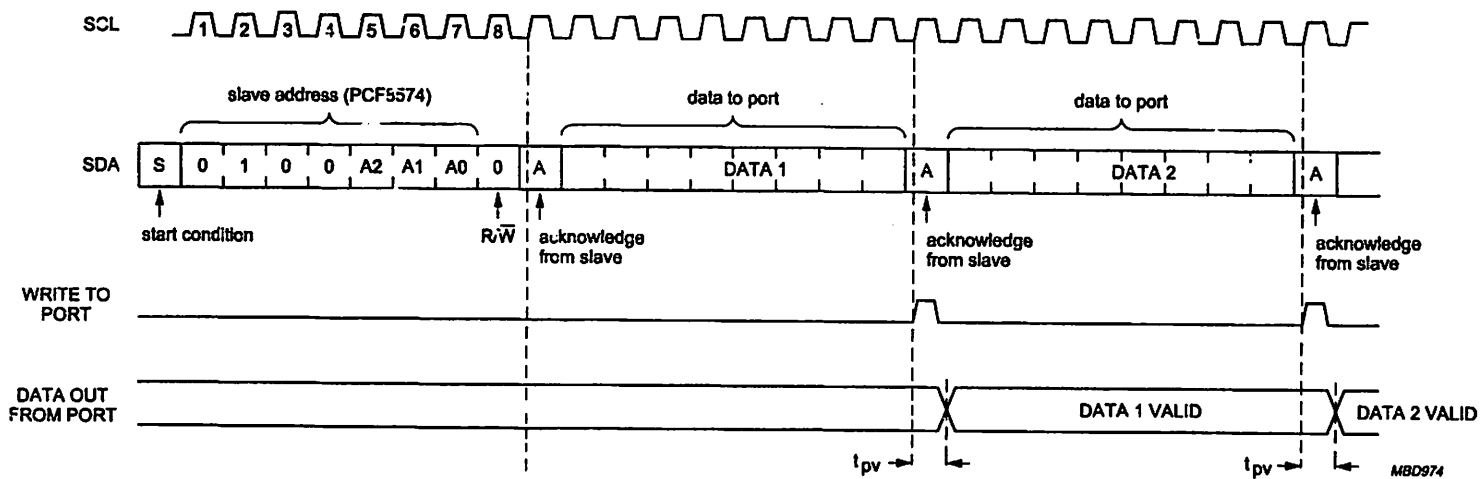 SCL
1 2 3 4 5 6 7 8
slave address (PCF8574)
data to port
data to port
SDA
S 0 1 0 0 A2 A1 A0 0 A DATA 1 A DATA 2 A
start condition
R/W
acknowledge
from slave
acknowledge
from slave
acknowledge
from slave
WRITE TO
PORT
DATA OUT
FROM PORT
DATA 1 VALID
DATA 2 VALID
tpv
tpv
MBD974